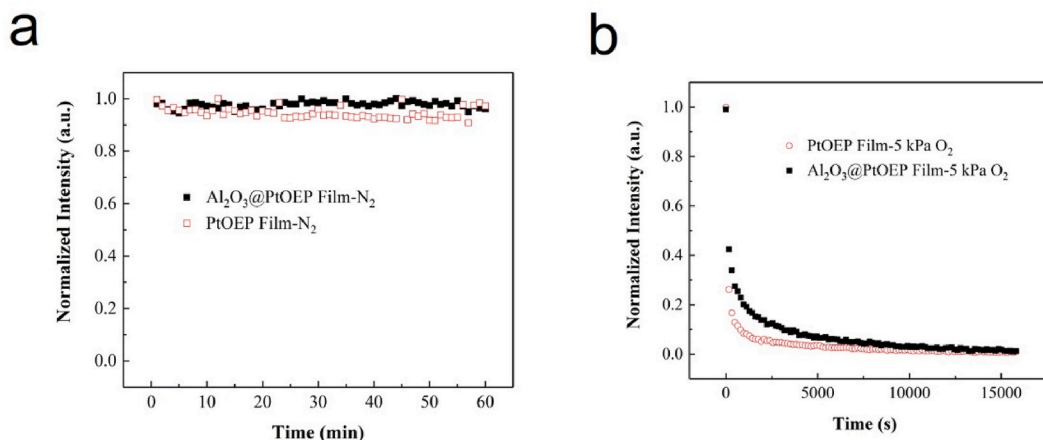 a
Normalized Intensity (a.u.)
1.0
0.8
0.6
0.4
0.2
0.0
Al₂O₃@PtOEP Film-N₂
PtOEP Film-N₂
0 10 20 30 40 50 60
Time (min)
b
Normalized Intensity (a.u.)
1.0
0.8
0.6
0.4
0.2
0.0
PtOEP Film-5 kPa O₂
Al₂O₃@PtOEP Film-5 kPa O₂
0 5000 10000 15000
Time (s)